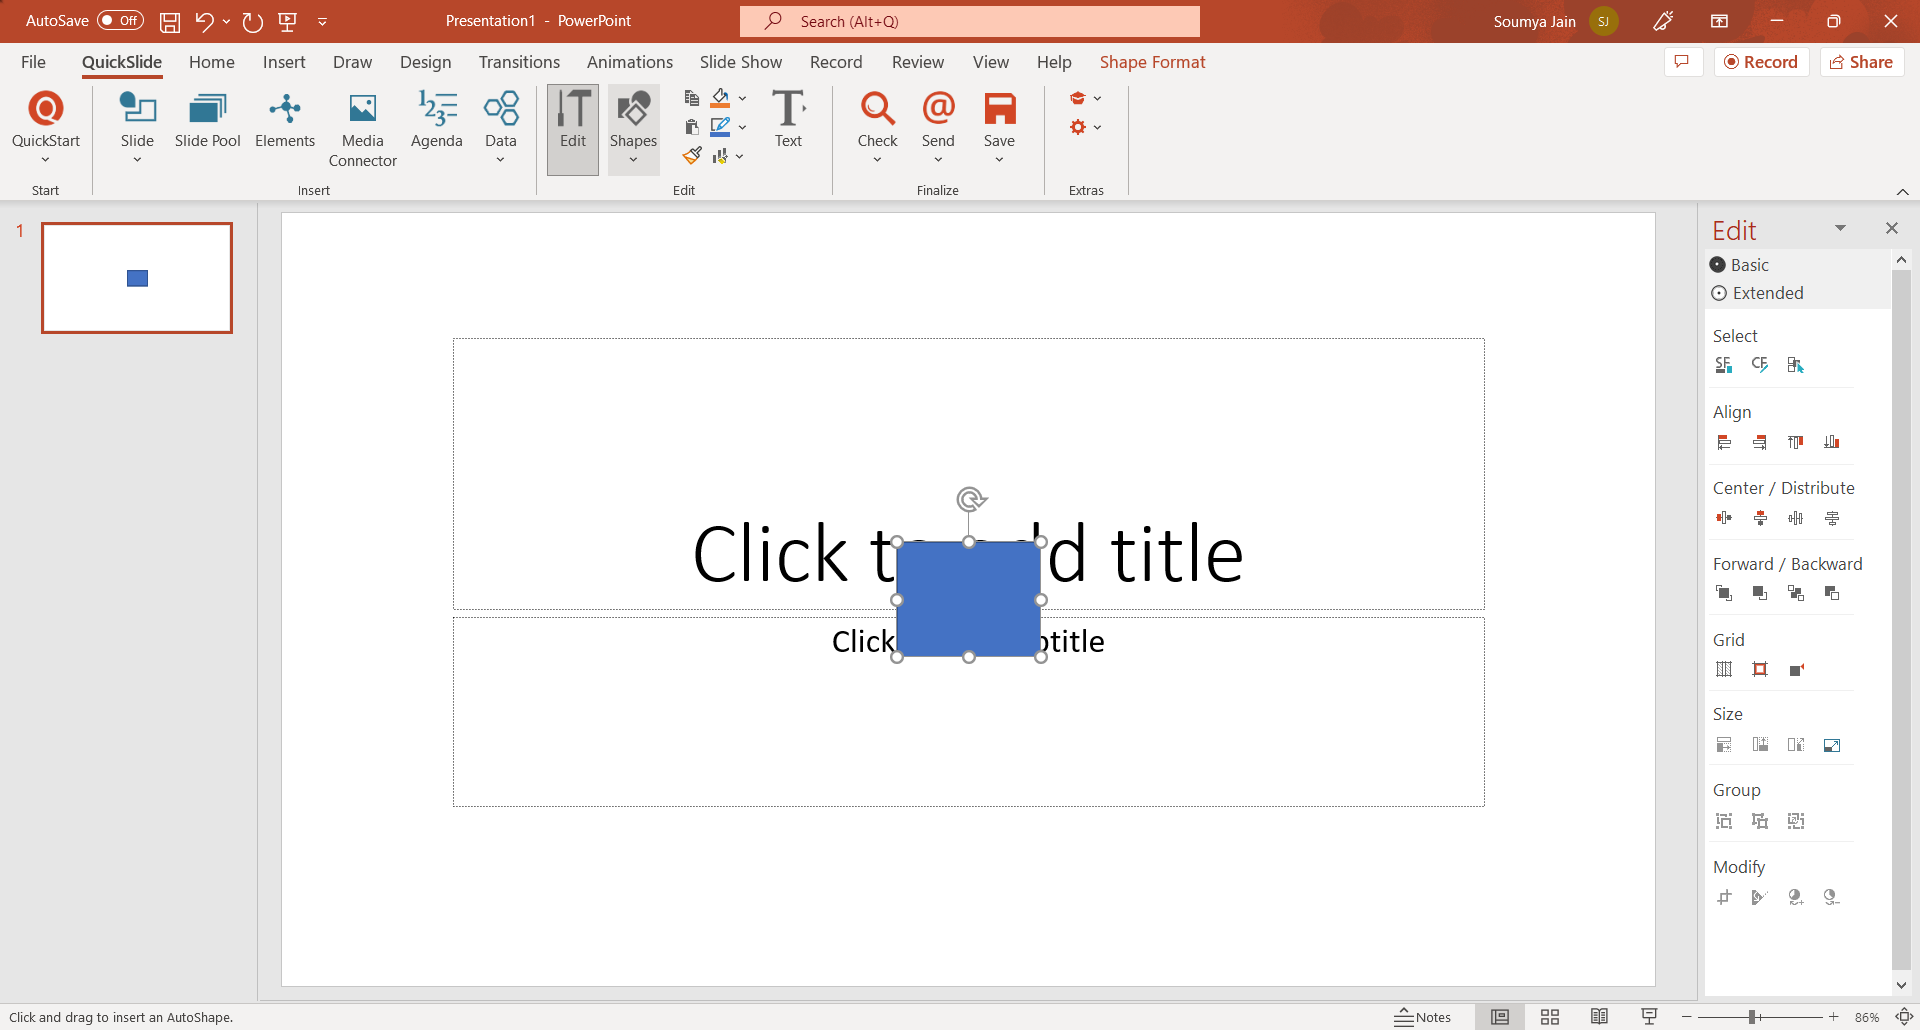 AutoSave Off
Presentation1 - PowerPoint
Search (Alt+Q)
Soumya Jain SJ
File QuickSlide Home Insert Draw Design Transitions Animations Slide Show Record Review View Help Shape Format
Record Share
QuickStart Slide Slide Pool Elements Media Connector Agenda Data Edit Shapes Text Check Send Save
Start Insert Edit Finalize Extras
1
Click t d title
Click btitle
Edit
Basic
Extended
Select
SF CF
Align
Center / Distribute
Forward / Backward
Grid
Size
Group
Modify
Click and drag to insert an AutoShape.
Notes
86%